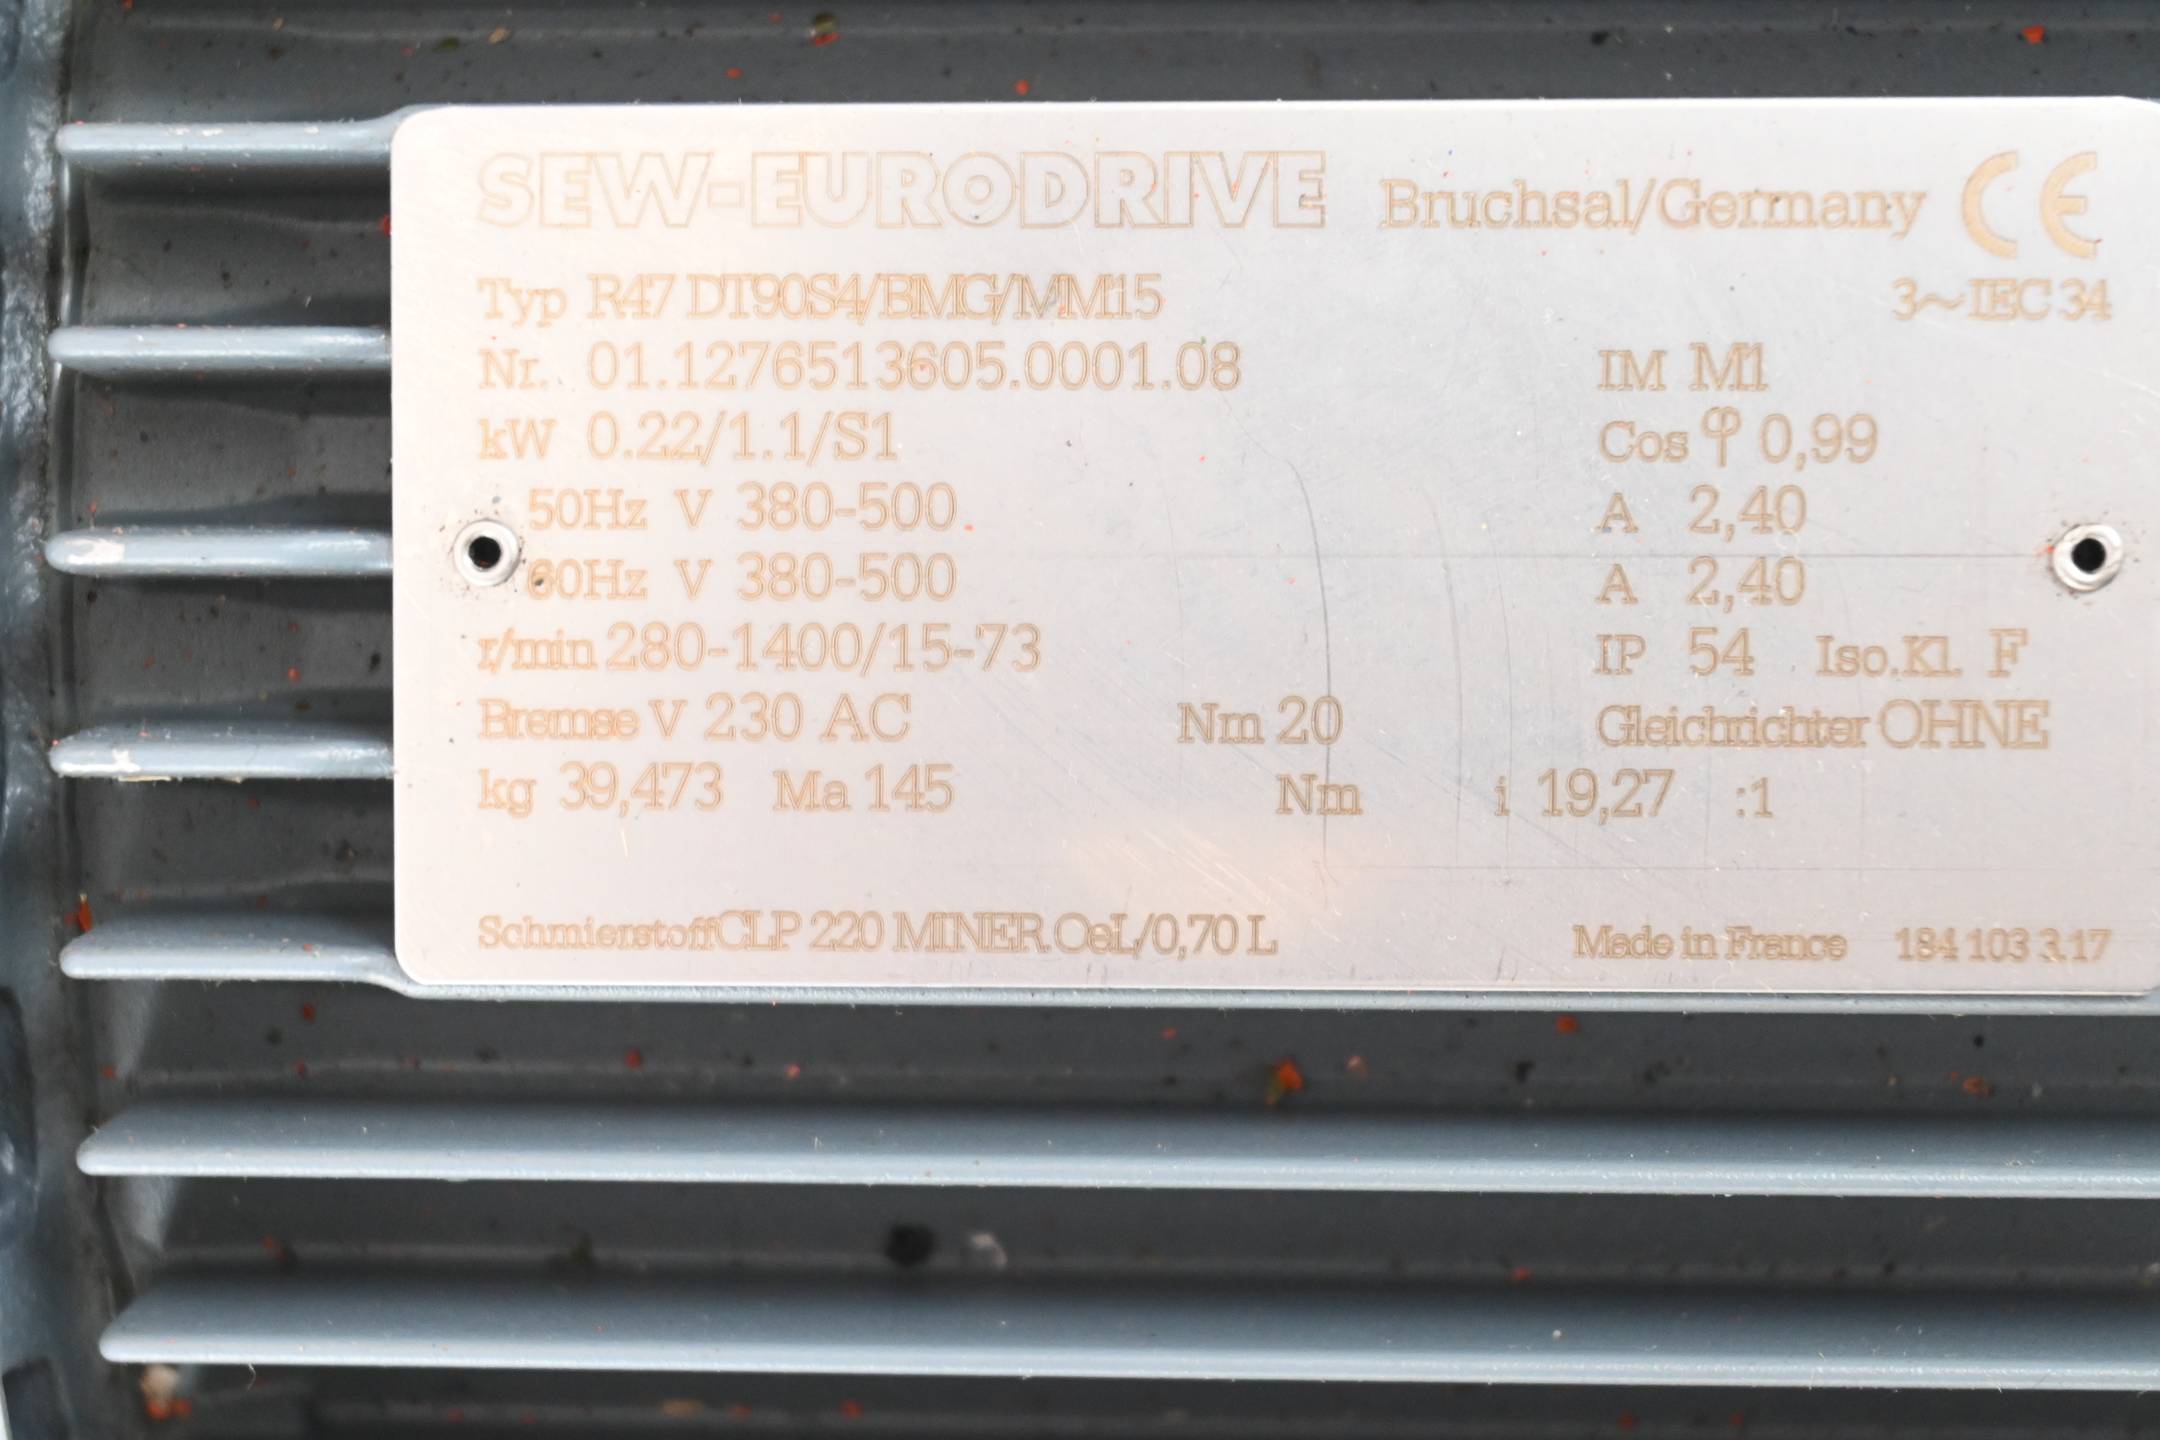 SEW-EURODRIVE Bruchsal/Germany CE
Typ R47 DT90S4/BMG/MM15 3~IEC 34
Nr. 01.1276513605.0001.08 IM M1
kW 0.22/1.1/S1 Cos φ 0,99
50Hz V 380-500 A 2,40
60Hz V 380-500 A 2,40
r/min 280-1400/15-73 IP 54 Iso.Kl. F
Bremse V 230 AC Nm 20 Gleichrichter OHNE
kg 39,473 Ma 145 Nm i 19,27 :1
Schmierstoff CLP 220 MINER.OeL/0,70 L Made in France 184 103 3.17